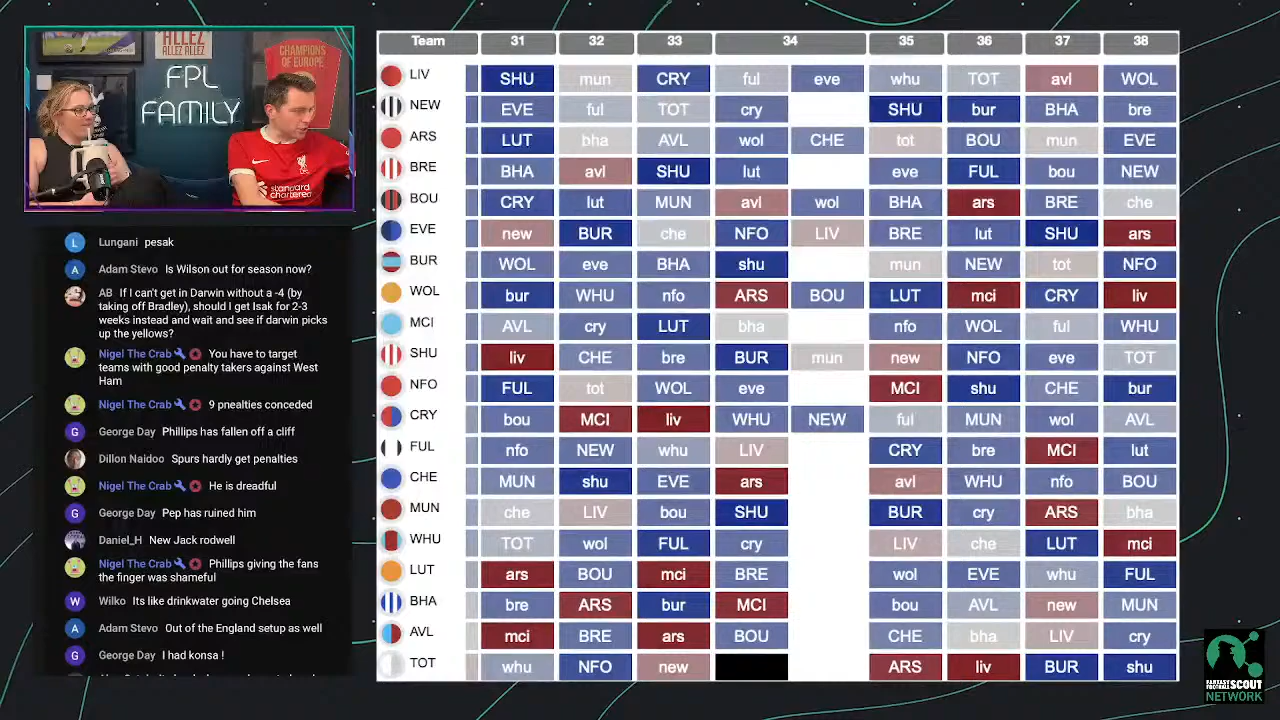 ALLEZ ALLEZ
CHAMPIONS
OF EUROPE
FPL
FAMILY
standard
chartered
Team 31 32 33 34 35 36 37 38
LIV SHU mun CRY ful eve whu TOT avl WOL
NEW EVE ful TOT cry SHU bur BHA bre
ARS LUT bha AVL wol CHE tot BOU mun EVE
BRE BHA avl SHU lut eve FUL bou NEW
BOU CRY lut MUN avl wol BHA ars BRE che
EVE new BUR che NFO LIV BRE lut SHU ars
BUR WOL eve BHA shu mun NEW tot NFO
WOL bur WHU nfo ARS BOU LUT mci CRY liv
MCI AVL cry LUT bha nfo WOL ful WHU
SHU liv CHE bre BUR mun new NFO eve TOT
NFO FUL tot WOL eve MCI shu CHE bur
CRY bou MCI liv WHU NEW ful MUN wol AVL
FUL nfo NEW whu LIV CRY bre MCI lut
CHE MUN shu EVE ars avl WHU nfo BOU
MUN che LIV bou SHU BUR cry ARS bha
WHU TOT wol FUL cry LIV che LUT mci
LUT ars BOU mci BRE wol EVE whu FUL
BHA bre ARS bur MCI bou AVL new MUN
AVL mci BRE ars BOU CHE bha LIV cry
TOT whu NFO new ARS liv BUR shu
L Lungani pesak
A Adam Stevo Is Wilson out for season now?
AB If I can't get in Darwin without a -4 (by
taking off Bradley), should I get Isak for 2-3
weeks instead and wait and see if darwin picks
up the yellows?
Nigel The Crab You have to target
teams with good penalty takers against West
Ham
Nigel The Crab 9 pnealties conceded
G George Day Phillips has fallen off a cliff
Dillon Naidoo Spurs hardly get penalties
Nigel The Crab He is dreadful
G George Day Pep has ruined him
Daniel_H New Jack rodwell
Nigel The Crab Phillips giving the fans
the finger was shameful
W Wilko Its like drinkwater going Chelsea
A Adam Stevo Out of the England setup as well
G George Day I had konsa !
FANTASY
FOOTBALL SCOUT
NETWORK